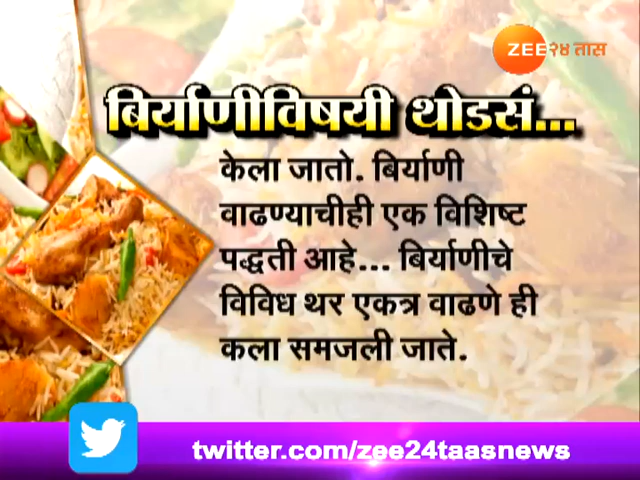 ZEE २४ तास
बिर्याणीविषयी थोडसं...
केला जातो. बिर्याणी
वाढण्याचीही एक विशिष्ट
पद्धती आहे... बिर्याणीचे
विविध थर एकत्र वाढणे ही
कला समजली जाते.
twitter.com/zee24taasnews